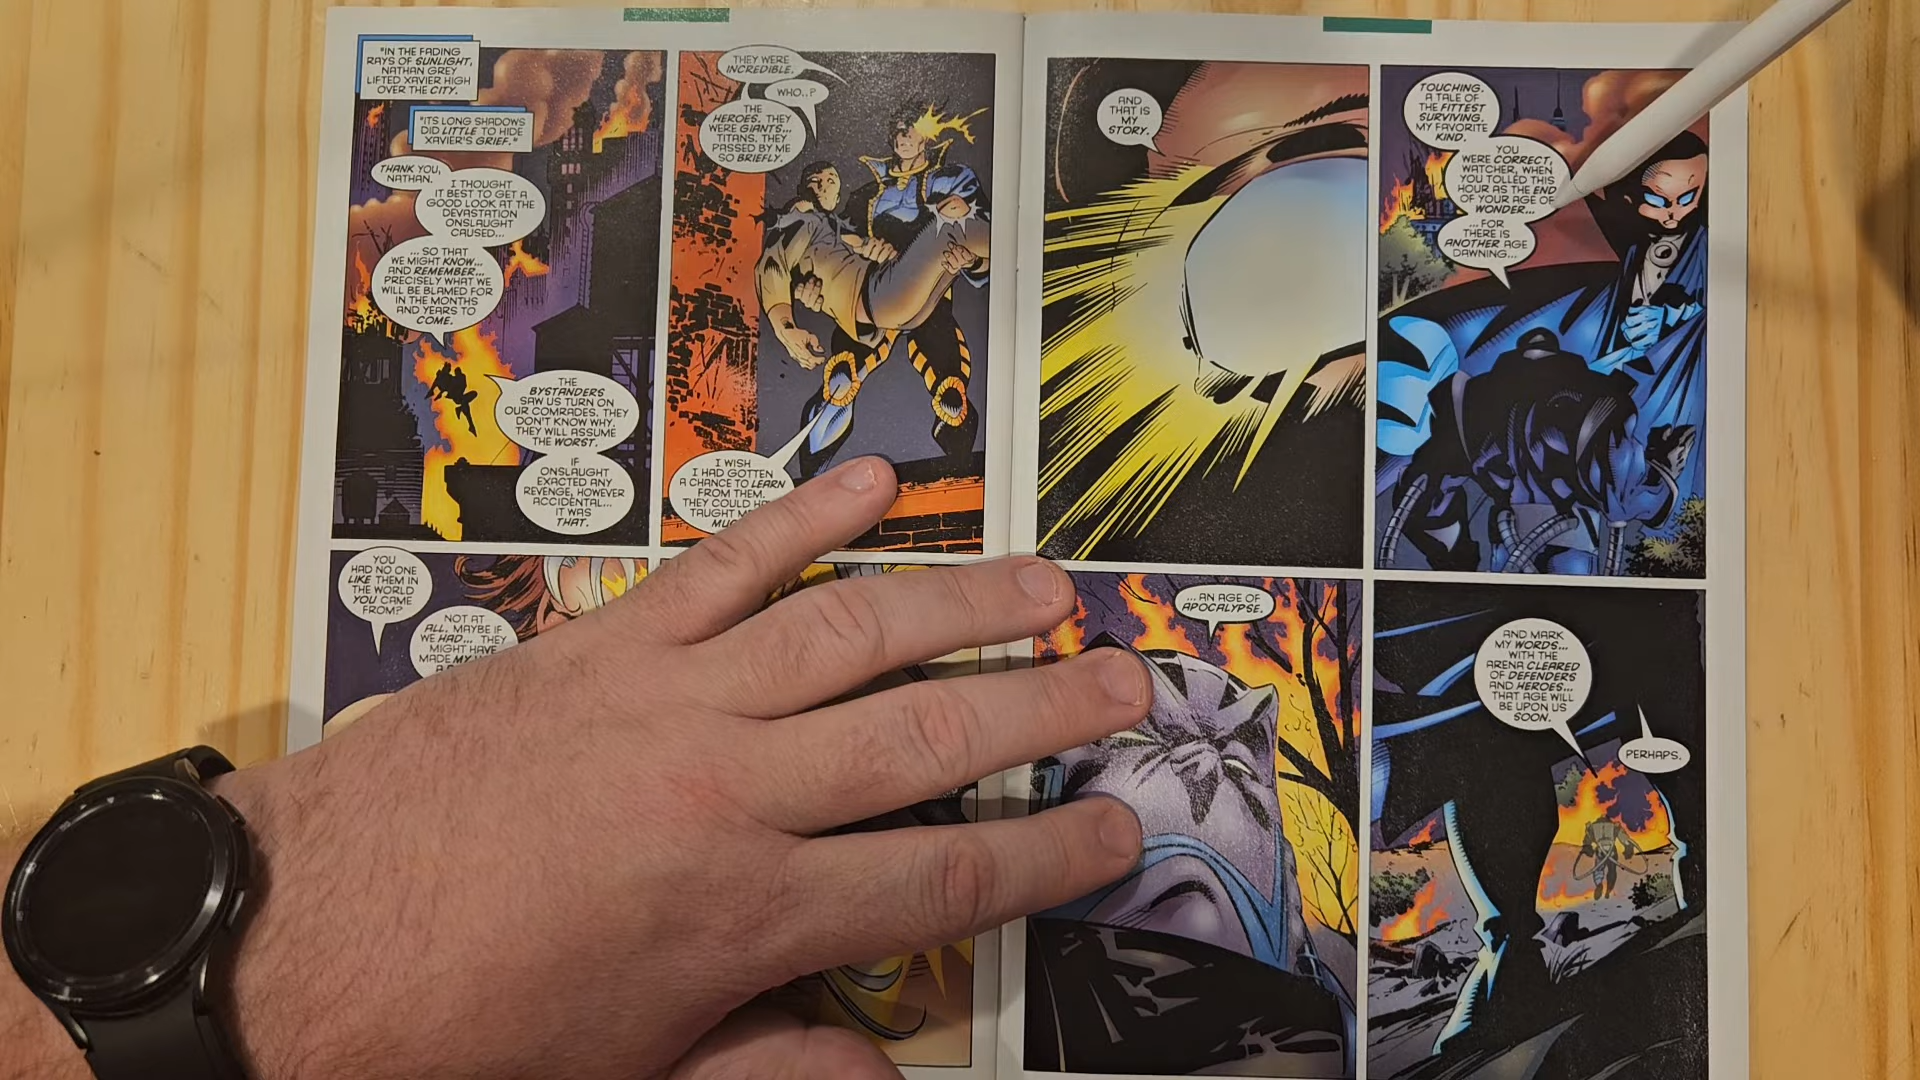 "IN THE FADING
RAYS OF SUNLIGHT,
NATHAN GREY
LIFTED XAVIER HIGH
OVER THE CITY.
"ITS LONG SHADOWS
DID LITTLE TO HIDE
XAVIER'S GRIEF."
THANK YOU,
NATHAN.
I THOUGHT
IT BEST TO GET A
GOOD LOOK AT THE
DEVASTATION
ONSLAUGHT
CAUSED...
... SO THAT
WE MIGHT KNOW...
AND REMEMBER...
PRECISELY WHAT WE
WILL BE BLAMED FOR
IN THE MONTHS
AND YEARS TO
COME.
THE
BYSTANDERS
SAW US TURN ON
OUR COMRADES. THEY
DON'T KNOW WHY.
THEY WILL ASSUME
THE WORST.
IF
ONSLAUGHT
EXACTED ANY
REVENGE, HOWEVER
ACCIDENTAL...
IT WAS
THAT.
THEY WERE
INCREDIBLE.
WHO..?
THE
HEROES. THEY
WERE GIANTS...
TITANS. THEY
PASSED BY ME
SO BRIEFLY.
I WISH
I HAD GOTTEN
A CHANCE TO LEARN
FROM THEM.
THEY COULD
TAUGHT
YOU
HAD NO ONE
LIKE THEM IN
THE WORLD
YOU CAME
FROM?
NOT AT
ALL. MAYBE IF
WE HAD... THEY
MIGHT HAVE
MADE
AND
THAT IS
MY
STORY.
TOUCHING.
A TALE OF
THE FITTEST
SURVIVING.
MY FAVORITE
KIND.
YOU
WERE CORRECT,
WATCHER, WHEN
YOU TOLLED THIS
HOUR AS THE END
OF YOUR AGE OF
WONDER...
... FOR
THERE IS
ANOTHER AGE
DAWNING...
... AN AGE OF
APOCALYPSE.
AND MARK
MY WORDS...
WITH THE
ARENA CLEARED
OF DEFENDERS
AND HEROES...
THAT AGE WILL
BE UPON US
SOON.
PERHAPS.